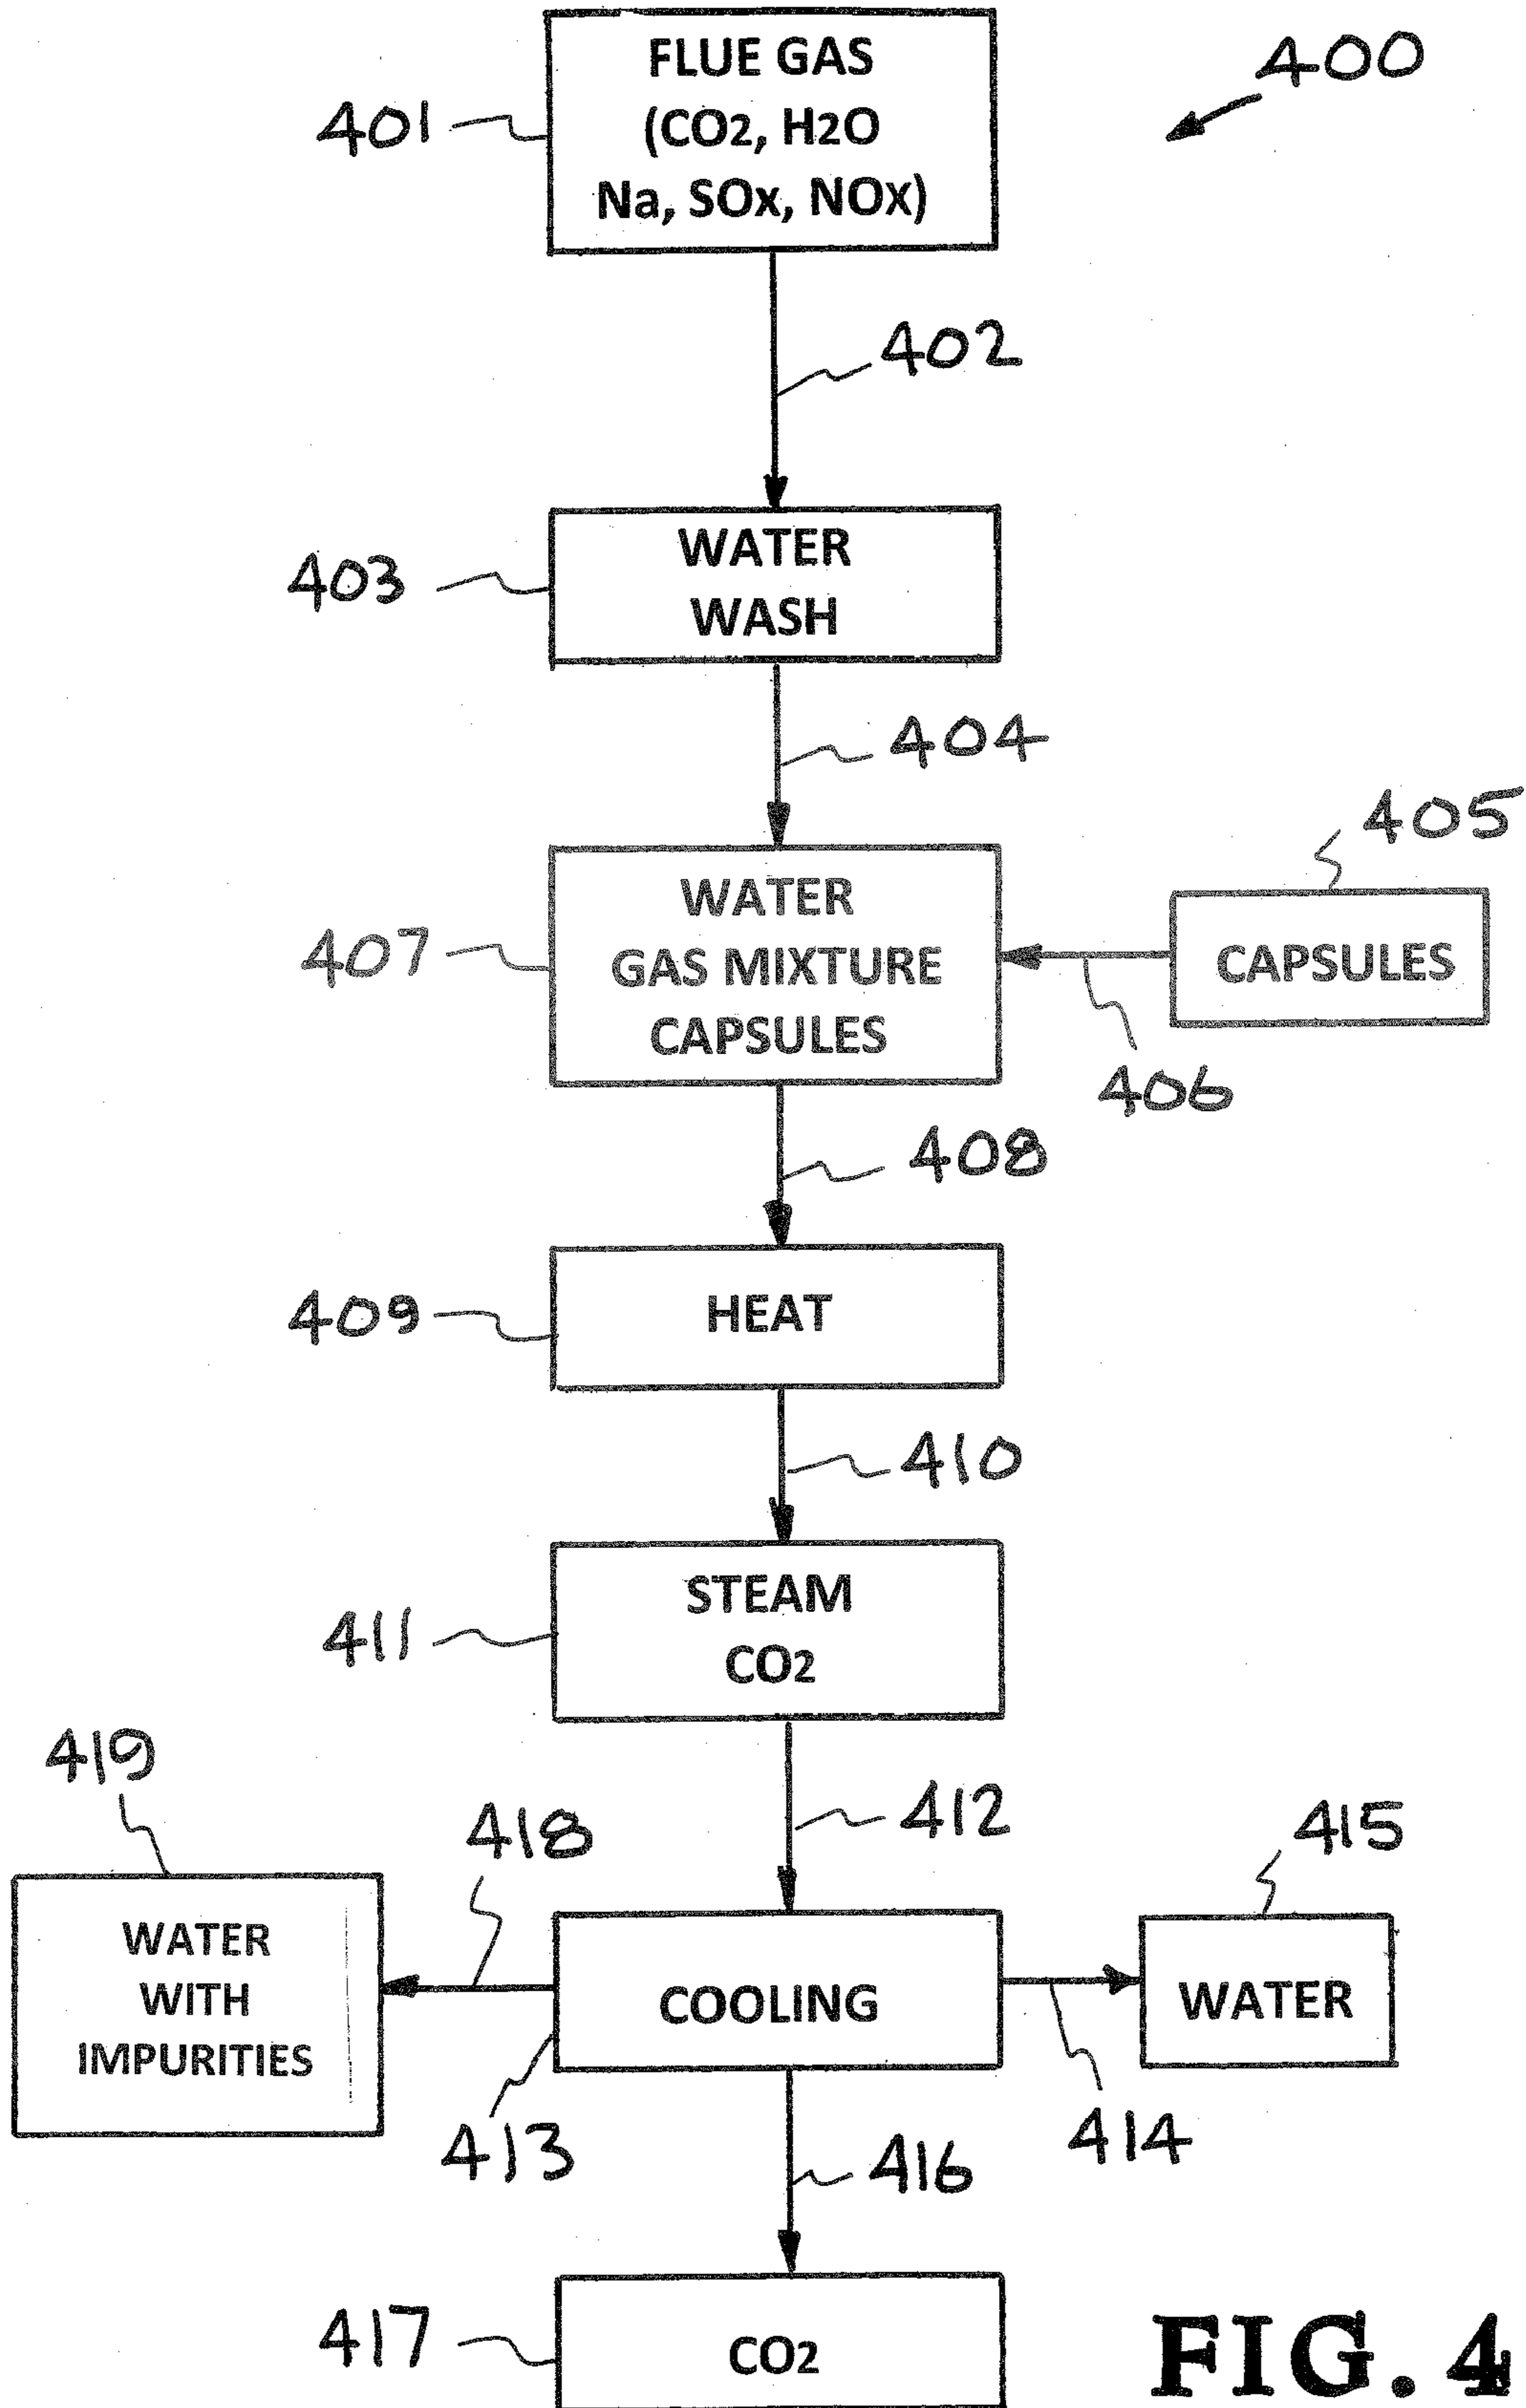 400
FLUE GAS
(CO2, H2O
Na, SOx, NOx)
401
402
WATER
WASH
403
404
405
WATER
GAS MIXTURE
CAPSULES
407
CAPSULES
406
408
HEAT
409
410
STEAM
CO2
411
412
419
418
415
WATER
WITH
IMPURITIES
COOLING
WATER
413
414
416
CO2
417
FIG. 4